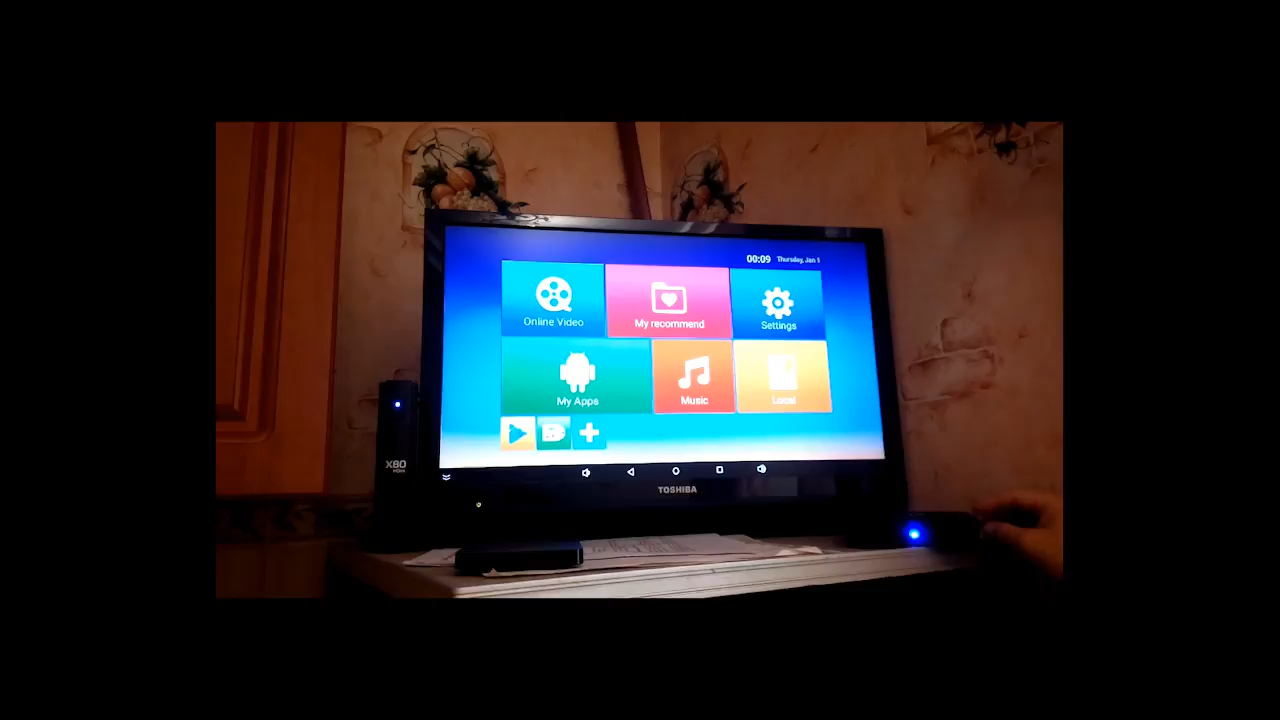 00:09 Thursday, Jan 1
Online Video
My recommend
Settings
My Apps
Music
Local
X80
TOSHIBA